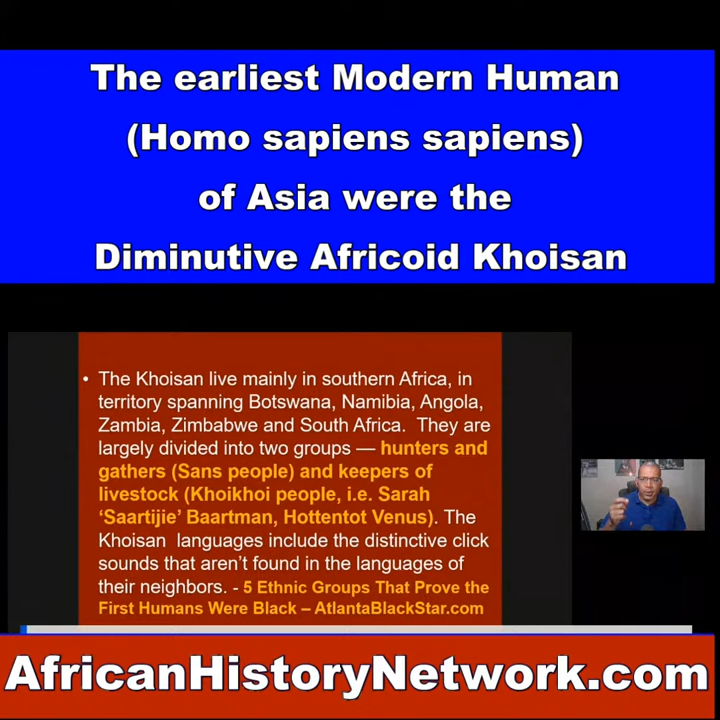 The earliest Modern Human
(Homo sapiens sapiens)
of Asia were the
Diminutive Africoid Khoisan
• The Khoisan live mainly in southern Africa, in
territory spanning Botswana, Namibia, Angola,
Zambia, Zimbabwe and South Africa. They are
largely divided into two groups — hunters and
gathers (Sans people) and keepers of
livestock (Khoikhoi people, i.e. Sarah
‘Saartijie’ Baartman, Hottentot Venus). The
Khoisan languages include the distinctive click
sounds that aren’t found in the languages of
their neighbors. - 5 Ethnic Groups That Prove the
First Humans Were Black – AtlantaBlackStar.com
AfricanHistoryNetwork.com